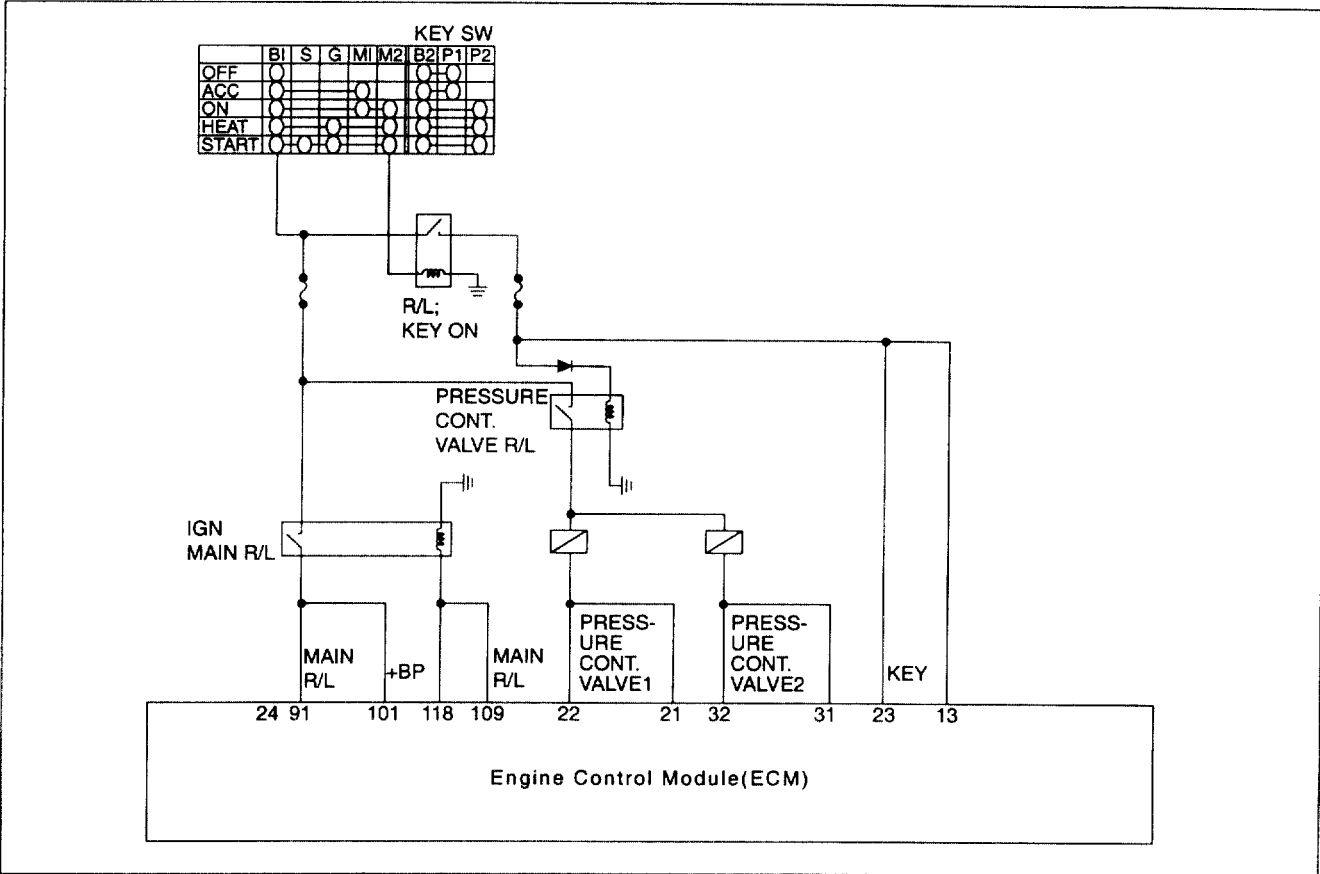 KEY SW
BI S G MI M2 B2 P1 P2
OFF
ACC
ON
HEAT
START
R/L;
KEY ON
PRESSURE
CONT.
VALVE R/L
IGN
MAIN R/L
MAIN
R/L
+BP
MAIN
R/L
PRESS-
URE
CONT.
VALVE1
PRESS-
URE
CONT.
VALVE2
KEY
24 91 101 118 109 22 21 32 31 23 13
Engine Control Module(ECM)